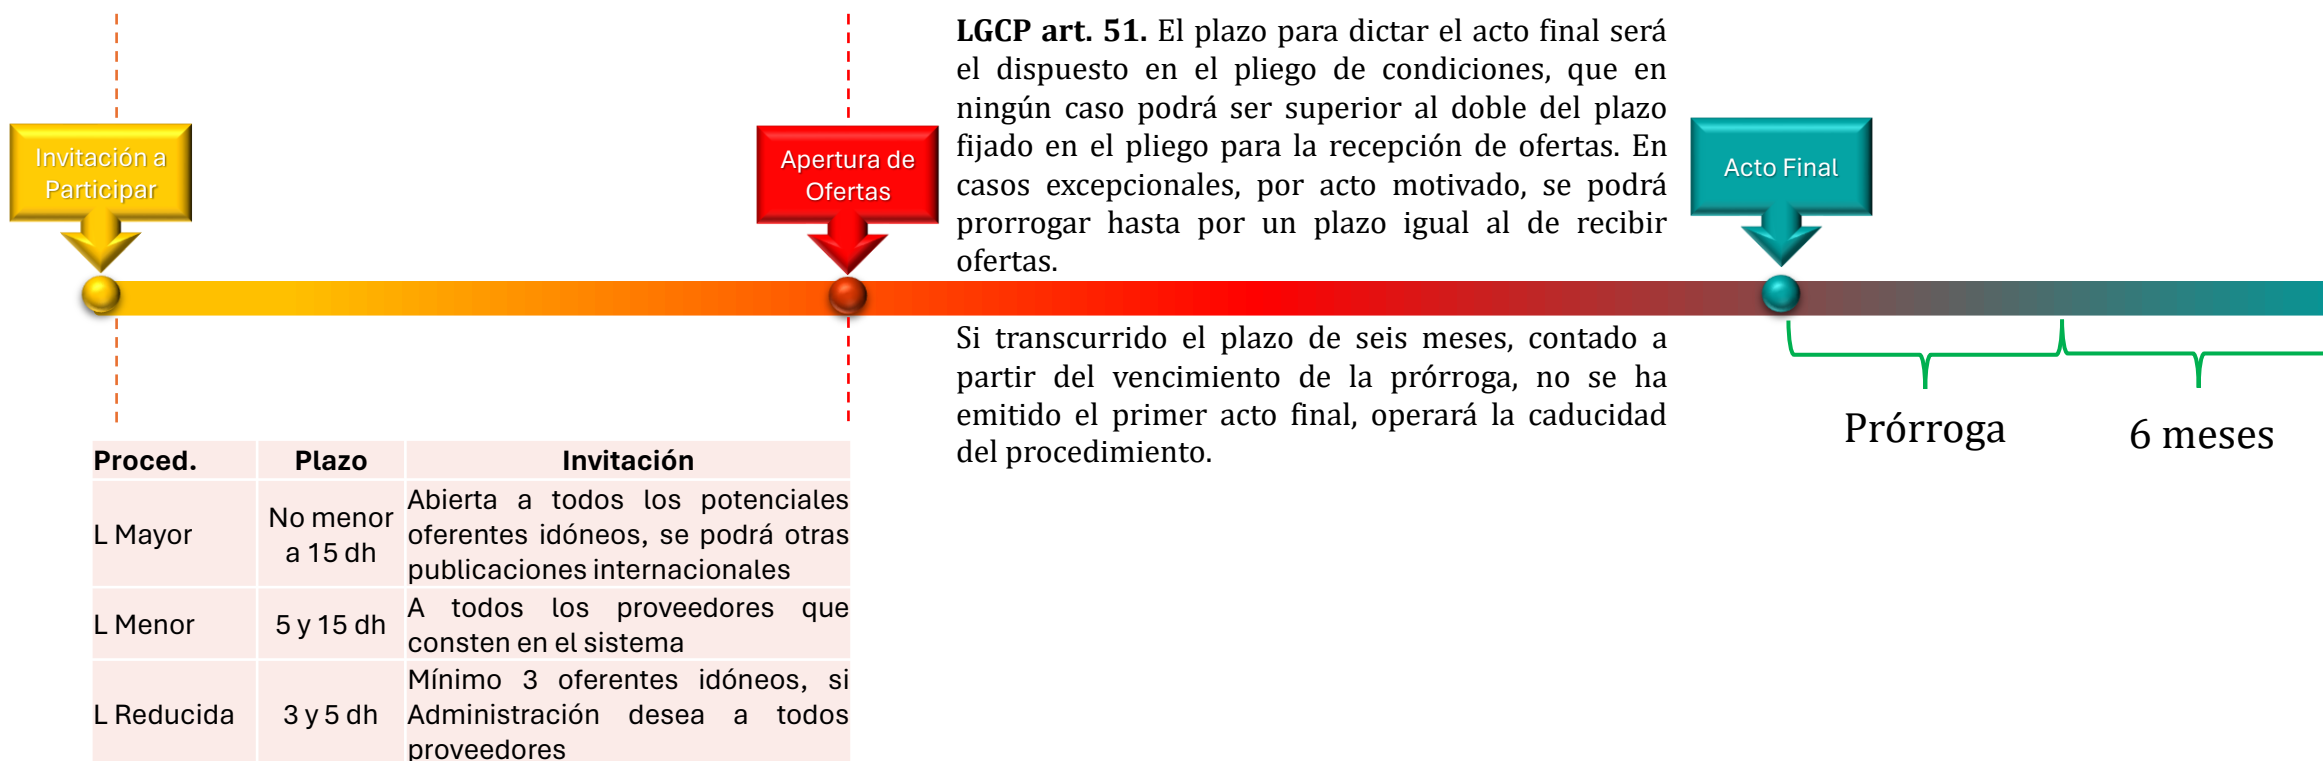 Invitación a
Participar
Apertura de
Ofertas
LGCP art. 51. El plazo para dictar el acto final será
el dispuesto en el pliego de condiciones, que en
ningún caso podrá ser superior al doble del plazo
fijado en el pliego para la recepción de ofertas. En
casos excepcionales, por acto motivado, se podrá
prorrogar hasta por un plazo igual al de recibir
ofertas.
Acto Final
Si transcurrido el plazo de seis meses, contado a
partir del vencimiento de la prórroga, no se ha
emitido el primer acto final, operará la caducidad
del procedimiento.
Prórroga
6 meses
Proced. Plazo Invitación
L Mayor
No menor
a 15 dh
Abierta a todos los potenciales
oferentes idóneos, se podrá otras
publicaciones internacionales
L Menor
5 y 15 dh
A todos los proveedores que
consten en el sistema
L Reducida
3 y 5 dh
Mínimo 3 oferentes idóneos, si
Administración desea a todos
proveedores